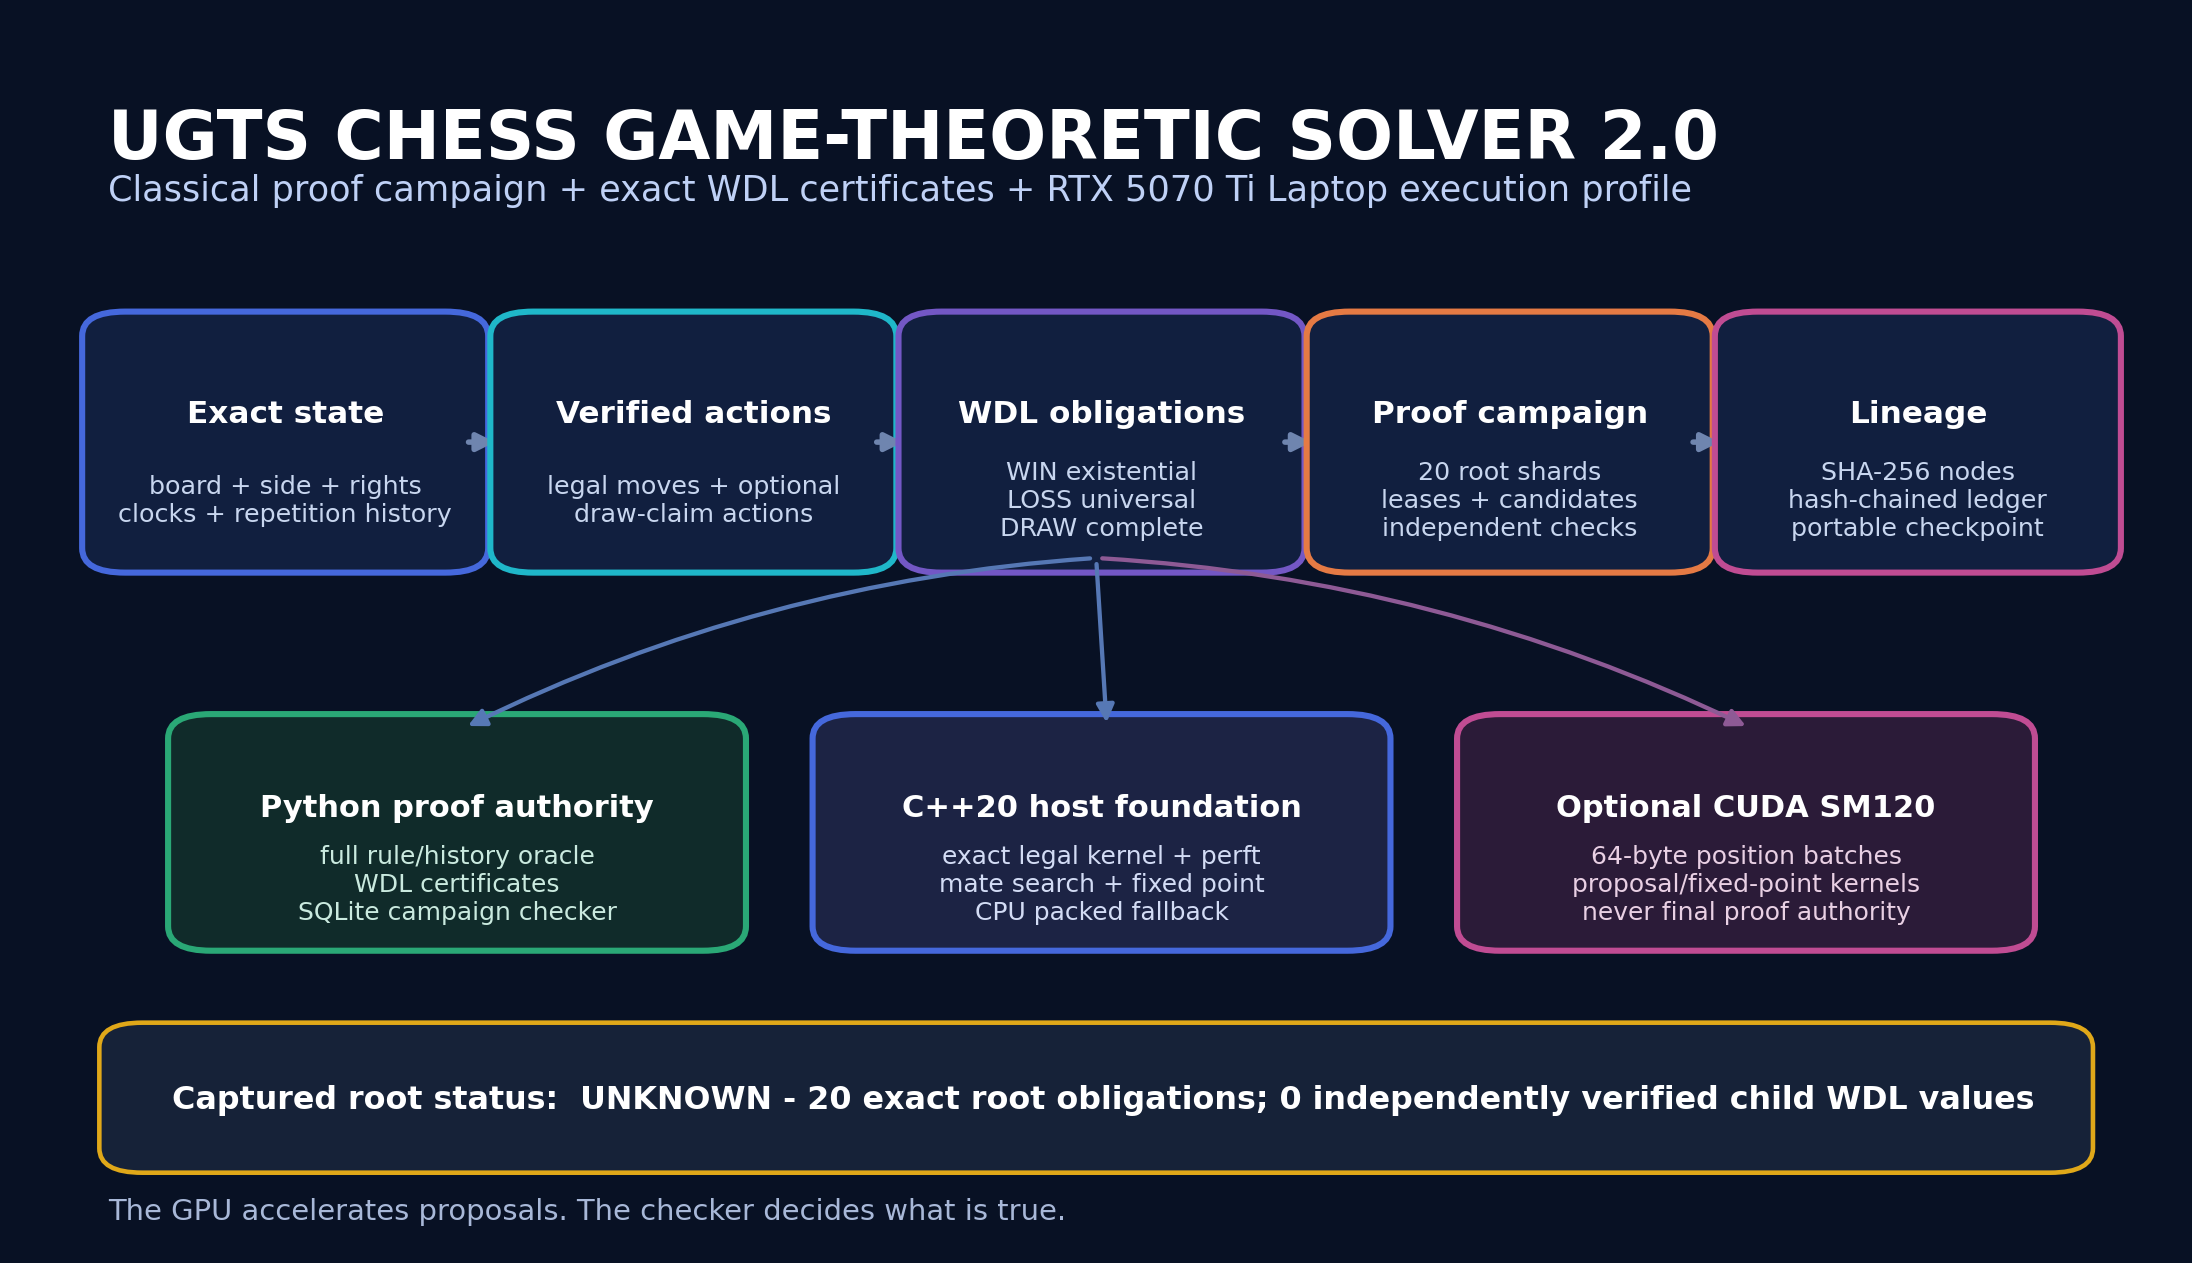 UGTS CHESS GAME-THEORETIC SOLVER 2.0
Classical proof campaign + exact WDL certificates + RTX 5070 Ti Laptop execution profile
Exact state
board + side + rights
clocks + repetition history
Verified actions
legal moves + optional
draw-claim actions
WDL obligations
WIN existential
LOSS universal
DRAW complete
Proof campaign
20 root shards
leases + candidates
independent checks
Lineage
SHA-256 nodes
hash-chained ledger
portable checkpoint
Python proof authority
full rule/history oracle
WDL certificates
SQLite campaign checker
C++20 host foundation
exact legal kernel + perft
mate search + fixed point
CPU packed fallback
Optional CUDA SM120
64-byte position batches
proposal/fixed-point kernels
never final proof authority
Captured root status:  UNKNOWN - 20 exact root obligations; 0 independently verified child WDL values
The GPU accelerates proposals. The checker decides what is true.